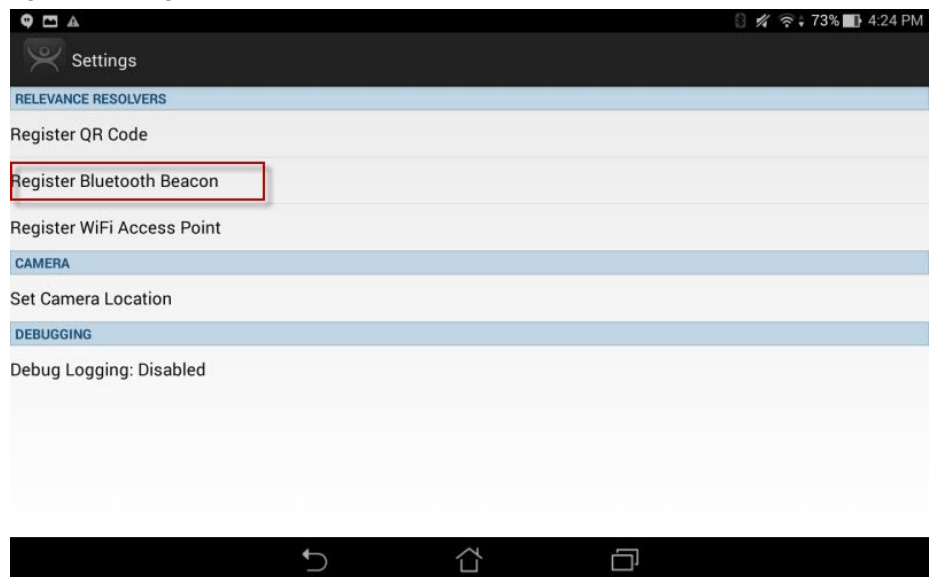 73% 4:24 PM
Settings
RELEVANCE RESOLVERS
Register QR Code
Register Bluetooth Beacon
Register WiFi Access Point
CAMERA
Set Camera Location
DEBUGGING
Debug Logging: Disabled